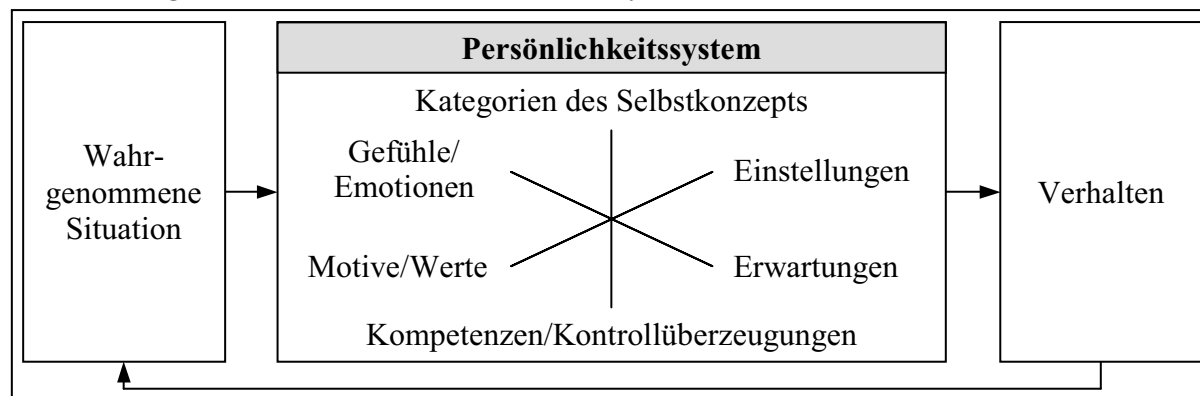 Persönlichkeitssystem
Kategorien des Selbstkonzepts
Wahr-
genommene
Situation
Gefühle/
Emotionen
Einstellungen
Motive/Werte
Erwartungen
Kompetenzen/Kontrollüberzeugungen
Verhalten